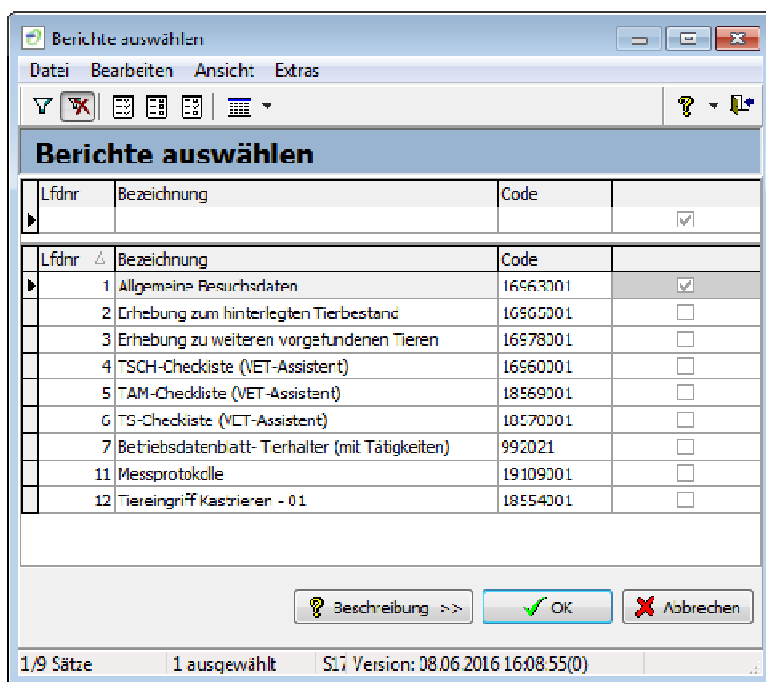 Berichte auswählen
Datei Bearbeiten Ansicht Extras
Berichte auswählen
Lfdnr Bezeichnung Code
Lfdnr Bezeichnung Code
1 Allgemeine Besuchsdaten 16963001
2 Erhebung zum hinterlegten Tierbestand 16965001
3 Erhebung zu weiteren vorgefundenen Tieren 16978001
4 TSCH-Checkliste (VET-Assistent) 16960001
5 TAM-Checkliste (VET-Assistent) 18569001
6 TS-Checkliste (VET-Assistent) 18570001
7 Betriebsdatenblatt- Tierhalter (mit Tätigkeiten) 992021
11 Messprotokolle 19109001
12 Tiereingriff Kastrieren - 01 18554001
Beschreibung >> OK Abbrechen
1/9 Sätze 1 ausgewählt S17 Version: 08.06.2016 16:08:55(0)